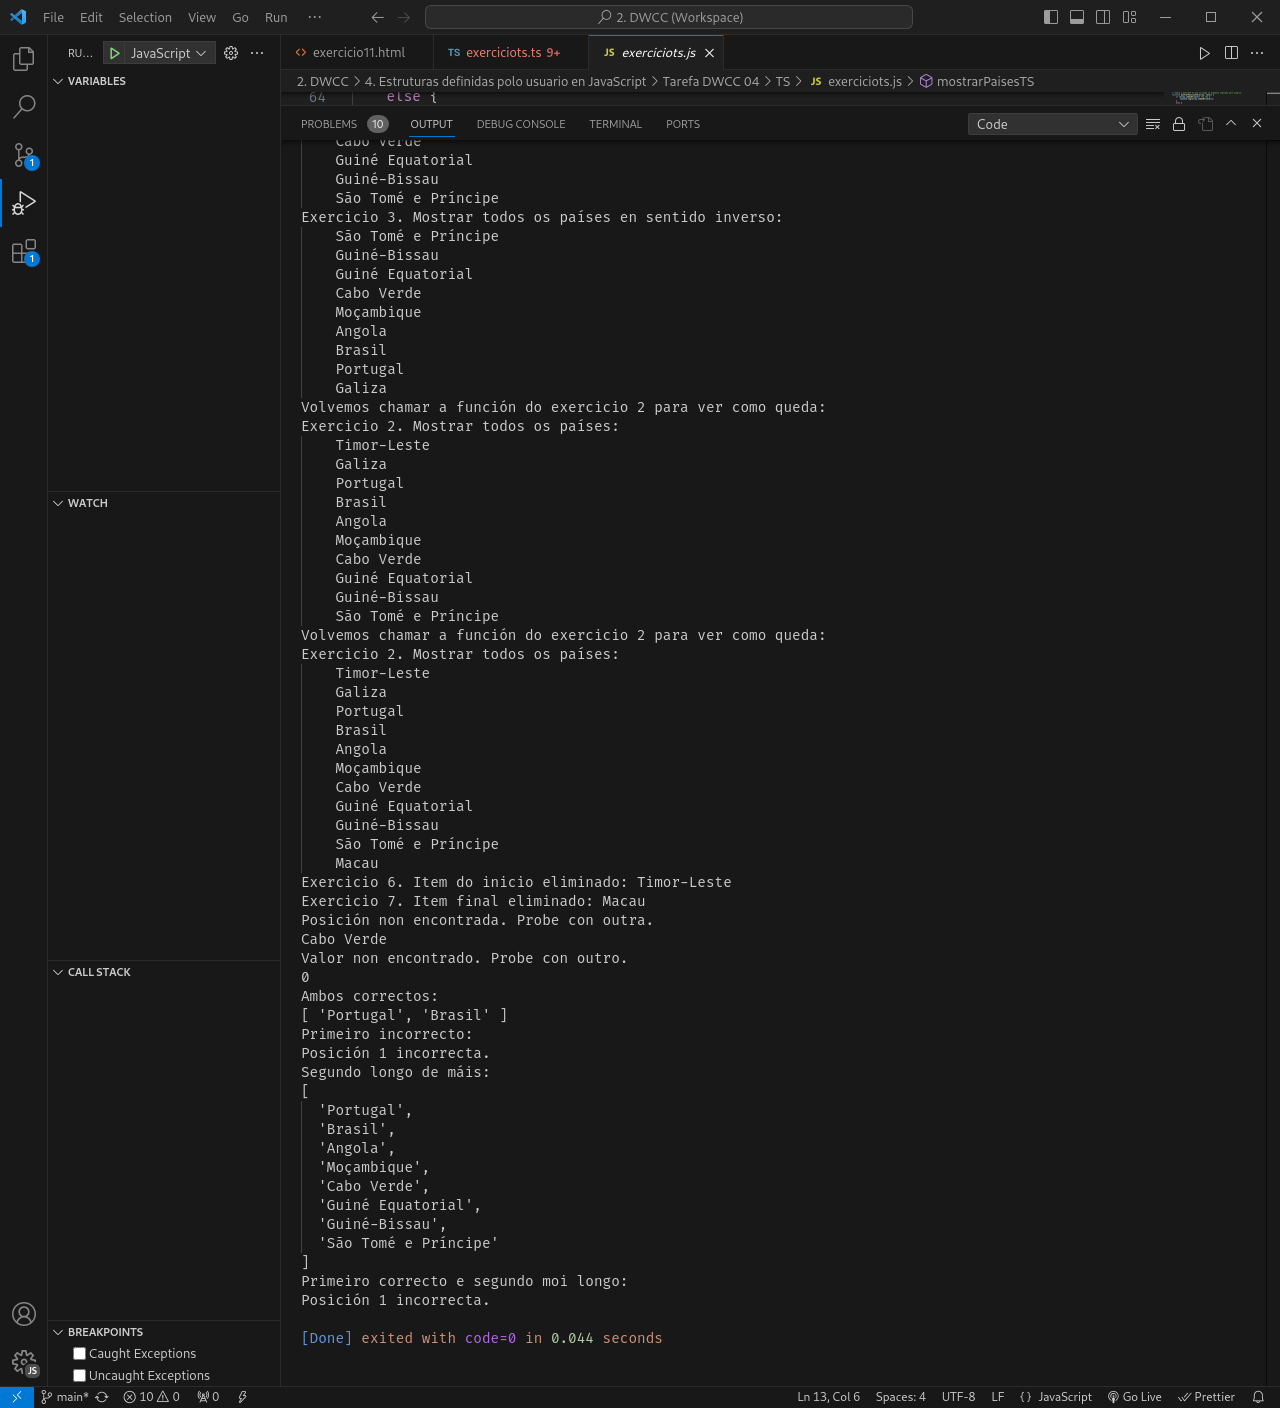 File Edit Selection View Go Run ··· 2. DWCC (Workspace)
RU... JavaScript ···
exercicio11.html TS exerciciots.ts 9+ JS exerciciots.js
VARIABLES
2. DWCC > 4. Estruturas definidas polo usuario en JavaScript > Tarefa DWCC 04 > TS > JS exerciciots.js > mostrarPaisesTS
64 else {
PROBLEMS 10 OUTPUT DEBUG CONSOLE TERMINAL PORTS Code
Cabo Verde
Guiné Equatorial
Guiné-Bissau
São Tomé e Príncipe
Exercicio 3. Mostrar todos os países en sentido inverso:
São Tomé e Príncipe
Guiné-Bissau
Guiné Equatorial
Cabo Verde
Moçambique
Angola
Brasil
Portugal
Galiza
Volvemos chamar a función do exercicio 2 para ver como queda:
Exercicio 2. Mostrar todos os países:
Timor-Leste
Galiza
Portugal
Brasil
Angola
Moçambique
Cabo Verde
Guiné Equatorial
Guiné-Bissau
São Tomé e Príncipe
Volvemos chamar a función do exercicio 2 para ver como queda:
Exercicio 2. Mostrar todos os países:
Timor-Leste
Galiza
Portugal
Brasil
Angola
Moçambique
Cabo Verde
Guiné Equatorial
Guiné-Bissau
São Tomé e Príncipe
Macau
Exercicio 6. Item do inicio eliminado: Timor-Leste
Exercicio 7. Item final eliminado: Macau
Posición non encontrada. Probe con outra.
Cabo Verde
Valor non encontrado. Probe con outro.
0
Ambos correctos:
[ 'Portugal', 'Brasil' ]
Primeiro incorrecto:
Posición 1 incorrecta.
Segundo longo de máis:
[
'Portugal',
'Brasil',
'Angola',
'Moçambique',
'Cabo Verde',
'Guiné Equatorial',
'Guiné-Bissau',
'São Tomé e Príncipe'
]
Primeiro correcto e segundo moi longo:
Posición 1 incorrecta.
[Done] exited with code=0 in 0.044 seconds
1
1
WATCH
CALL STACK
BREAKPOINTS
Caught Exceptions
Uncaught Exceptions
JS
main* 10 0 0 Ln 13, Col 6 Spaces: 4 UTF-8 LF {} JavaScript Go Live Prettier